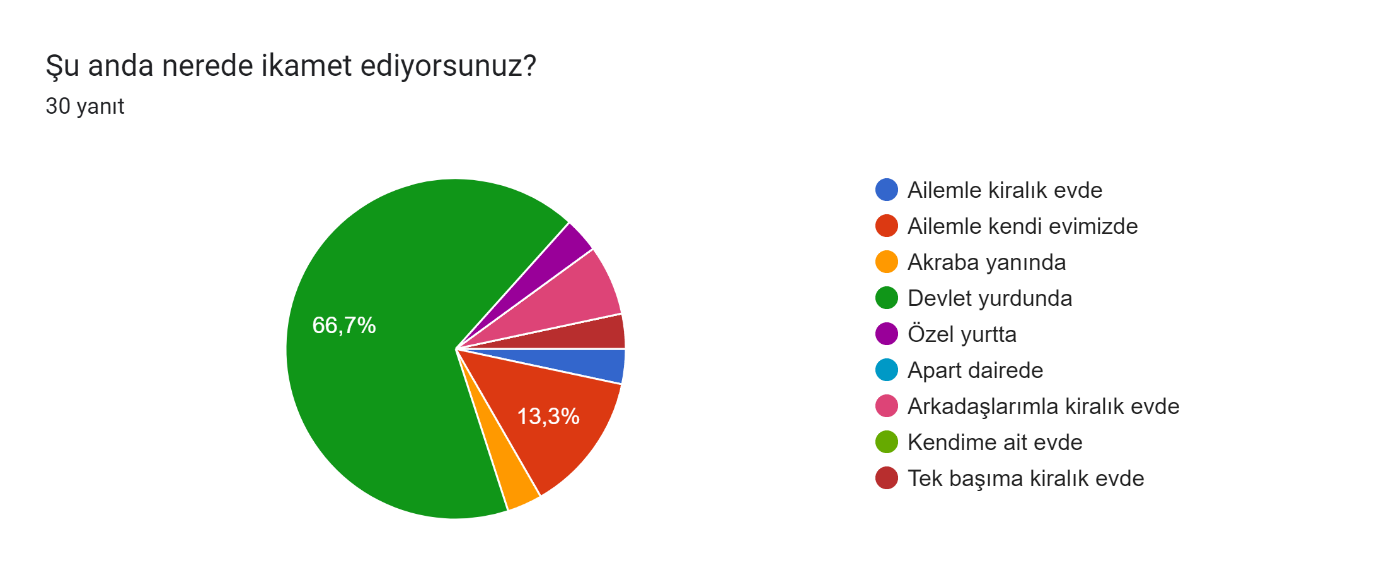 Şu anda nerede ikamet ediyorsunuz?
30 yanıt
66,7%
13,3%
Ailemle kiralık evde
Ailemle kendi evimizde
Akraba yanında
Devlet yurdunda
Özel yurtta
Apart dairede
Arkadaşlarımla kiralık evde
Kendime ait evde
Tek başıma kiralık evde